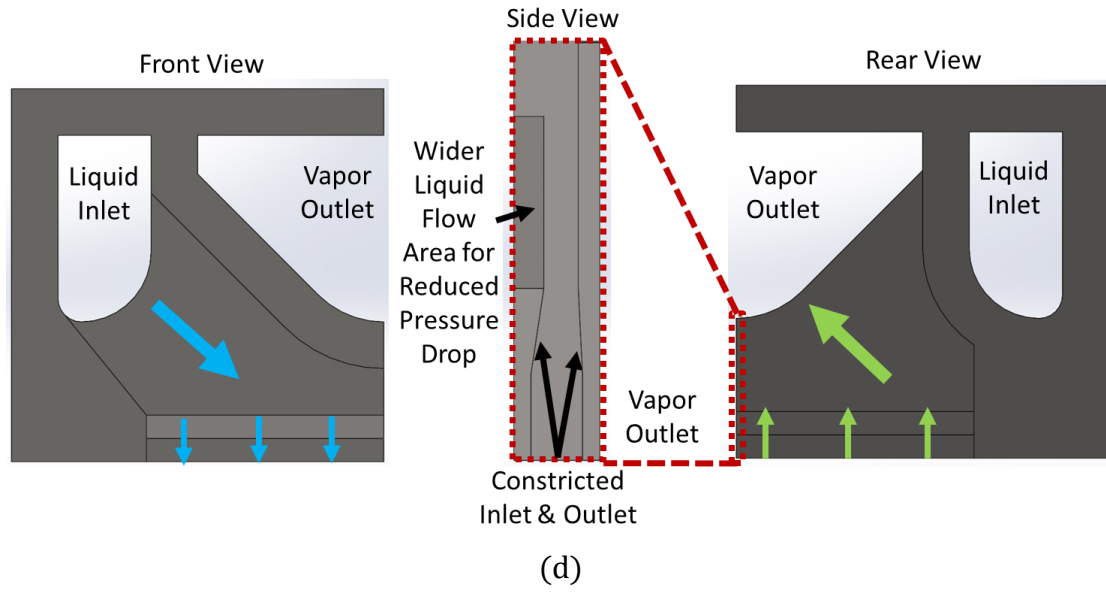 Side View
Front View
Rear View
Liquid
Inlet
Vapor
Outlet
Wider
Liquid
Flow
Area for
Reduced
Pressure
Drop
Vapor
Outlet
Liquid
Inlet
Vapor
Outlet
Constricted
Inlet & Outlet
(d)